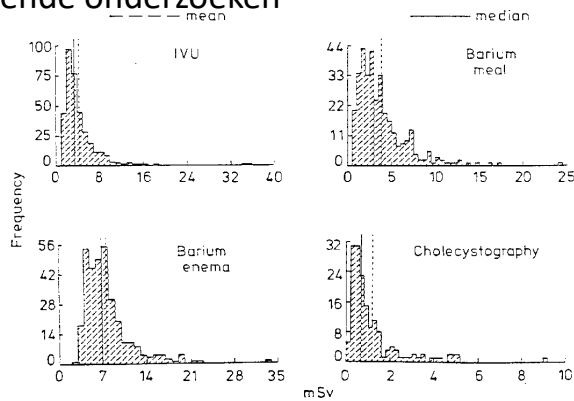 ende onderzoeken
mean median
IVU
100
75
50
25
0
0 8 16 24 32 40
Barium
meal
44
33
22
11
0
0 5 10 15 20 25
Frequency
Barium
enema
56
42
28
14
0
0 7 14 21 28 35
Cholecystography
32
24
16
8
0
0 2 4 6 8 10
mSv